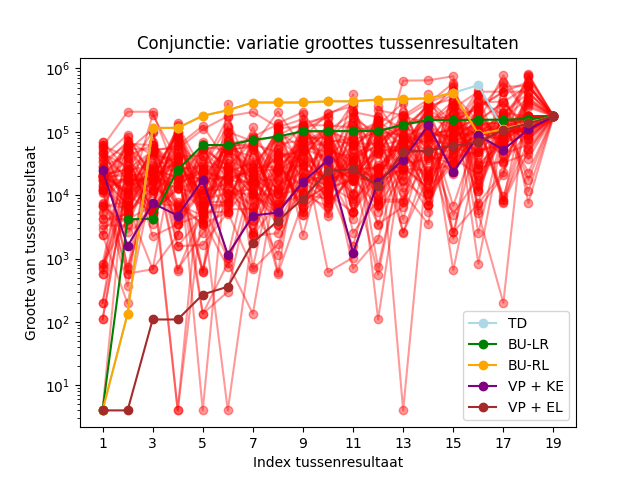 Conjunctie: variatie groottes tussenresultaten
Grootte van tussenresultaat
10^6
10^5
10^4
10^3
10^2
10^1
1 3 5 7 9 11 13 15 17 19
Index tussenresultaat
TD
BU-LR
BU-RL
VP + KE
VP + EL